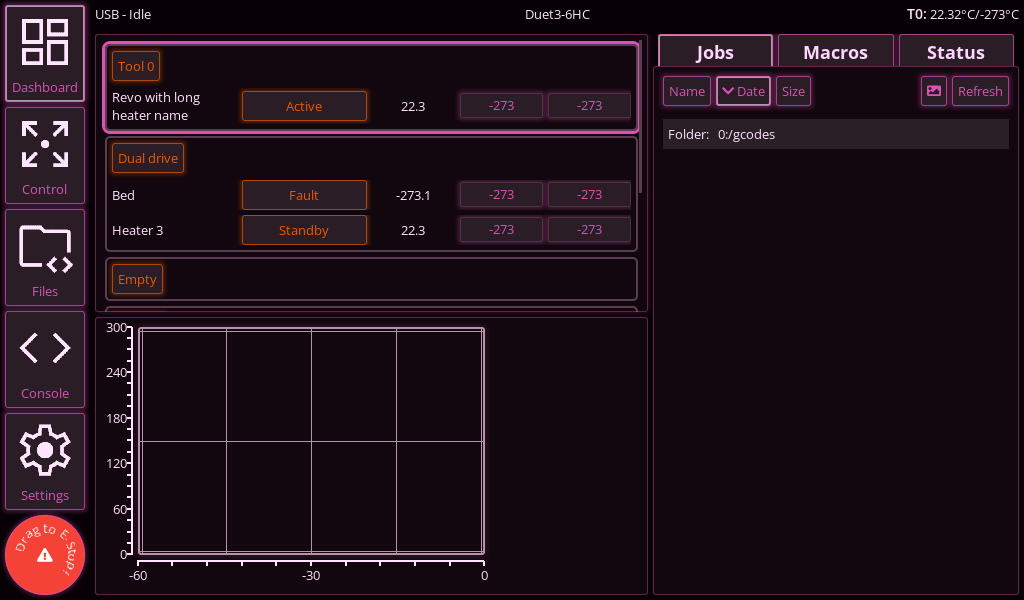 USB - Idle
Duet3-6HC
T0: 22.32°C/-273°C
Dashboard
Control
Files
Console
Settings
Drag to E-Stop!
Tool 0
Revo with long
heater name
Active
22.3
-273
-273
Dual drive
Bed
Fault
-273.1
-273
-273
Heater 3
Standby
22.3
-273
-273
Empty
300
240
180
120
60
0
-60
-30
0
Jobs
Macros
Status
Name
Date
Size
Refresh
Folder: 0:/gcodes